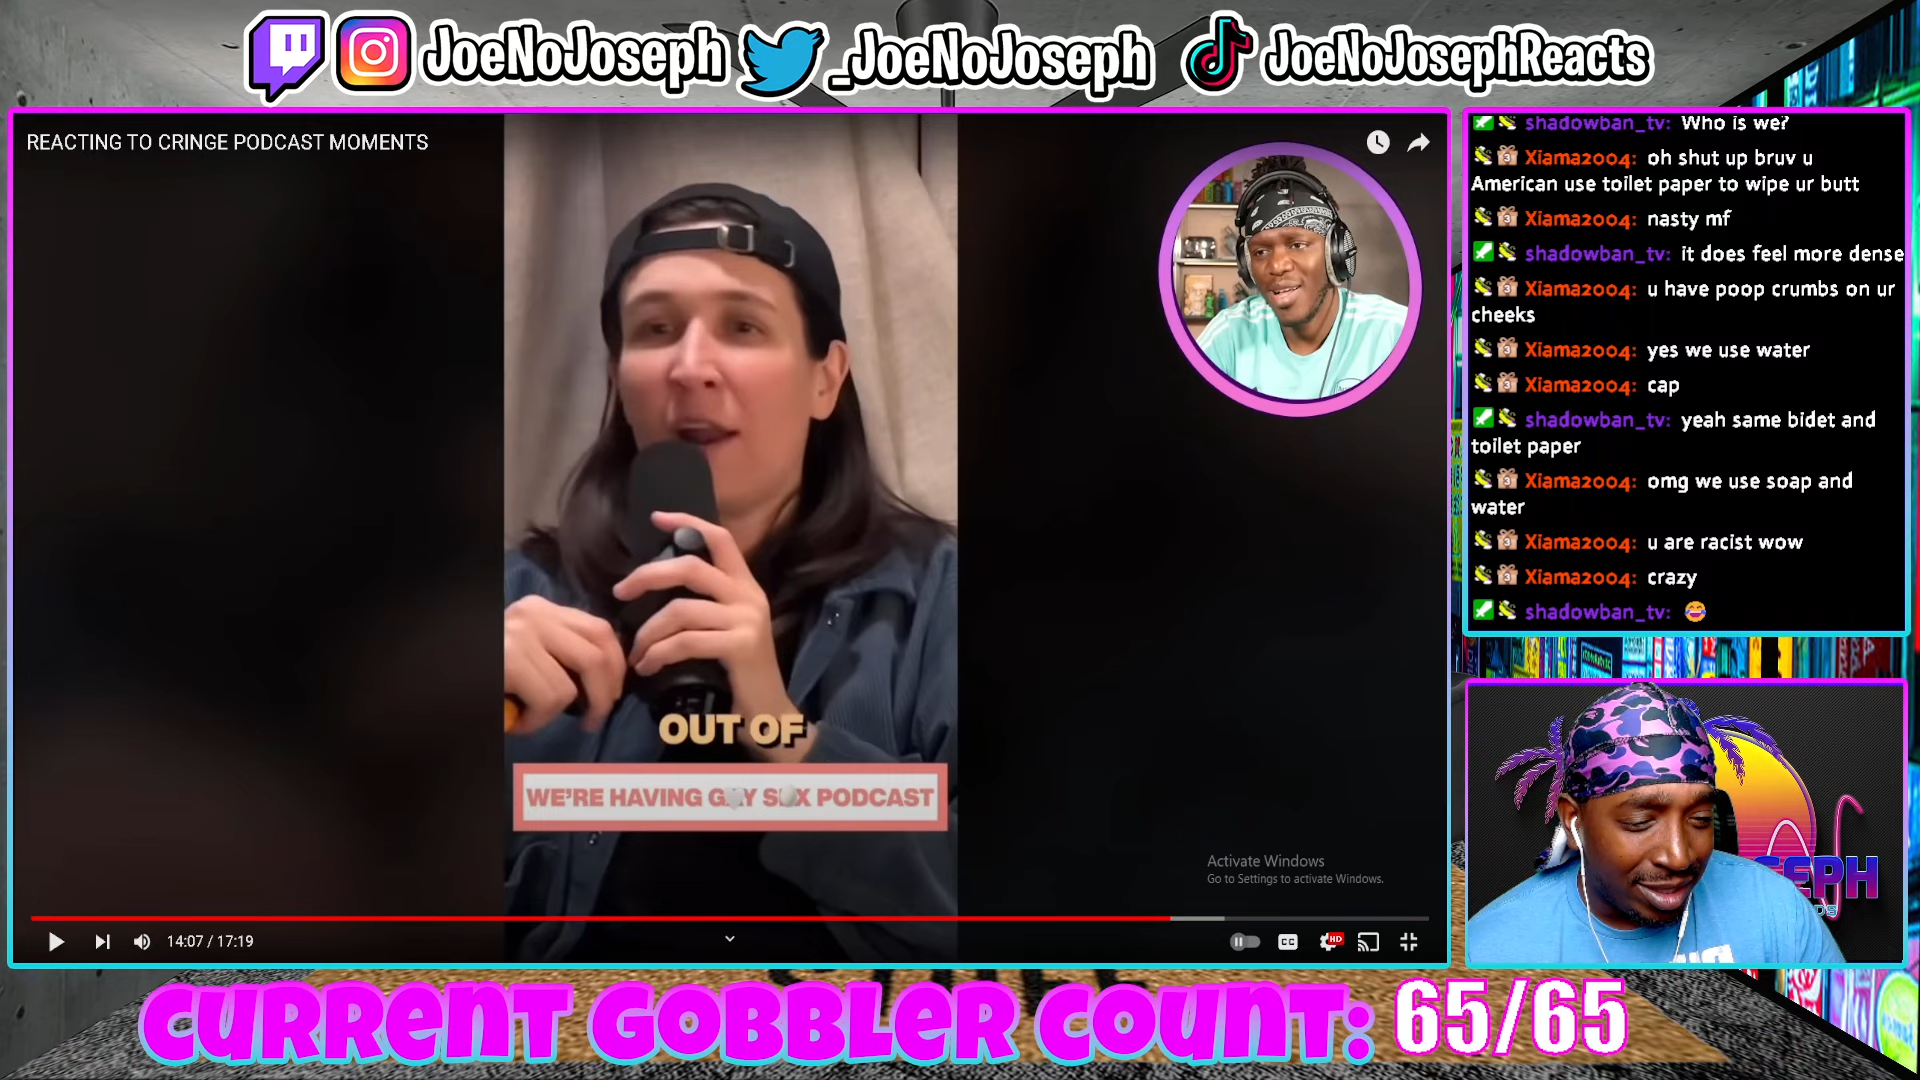 JoeNoJoseph
_JoeNoJoseph
JoeNoJosephReacts
REACTING TO CRINGE PODCAST MOMENTS
OUT OF
WE'RE HAVING G Y S X PODCAST
Activate Windows
Go to Settings to activate Windows.
14:07 / 17:19
CC
HD
shadowban_tv: Who is we?
Xiama2004: oh shut up bruv u
American use toilet paper to wipe ur butt
Xiama2004: nasty mf
shadowban_tv: it does feel more dense
Xiama2004: u have poop crumbs on ur
cheeks
Xiama2004: yes we use water
Xiama2004: cap
shadowban_tv: yeah same bidet and
toilet paper
Xiama2004: omg we use soap and
water
Xiama2004: u are racist wow
Xiama2004: crazy
shadowban_tv: 😂
CURRENT GOBBLER COUNT: 65/65